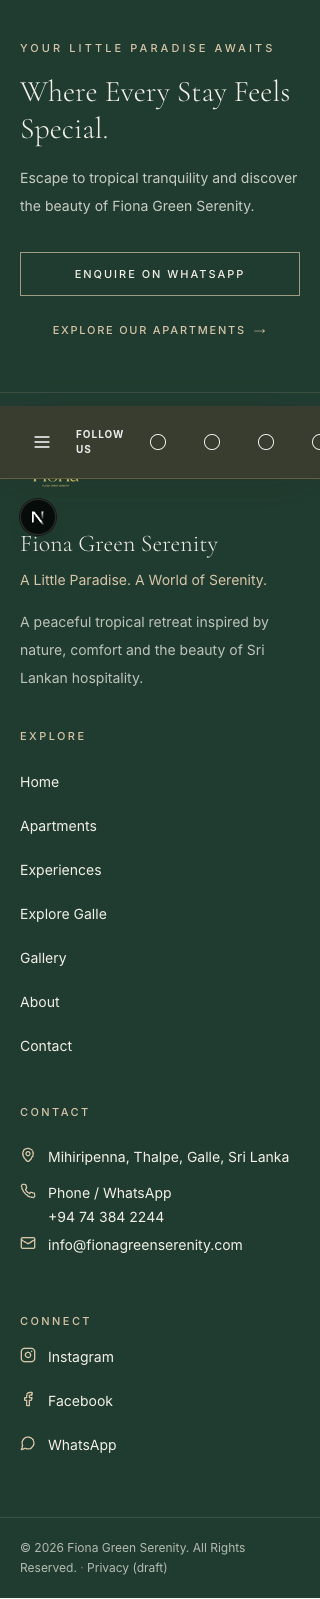 YOUR LITTLE PARADISE AWAITS
Where Every Stay Feels
Special.
Escape to tropical tranquility and discover
the beauty of Fiona Green Serenity.
ENQUIRE ON WHATSAPP
EXPLORE OUR APARTMENTS →
FOLLOW
US
N
Fiona Green Serenity
A Little Paradise. A World of Serenity.
A peaceful tropical retreat inspired by
nature, comfort and the beauty of Sri
Lankan hospitality.
EXPLORE
Home
Apartments
Experiences
Explore Galle
Gallery
About
Contact
CONTACT
Mihiripenna, Thalpe, Galle, Sri Lanka
Phone / WhatsApp
+94 74 384 2244
info@fionagreenserenity.com
CONNECT
Instagram
Facebook
WhatsApp
© 2026 Fiona Green Serenity. All Rights
Reserved. · Privacy (draft)